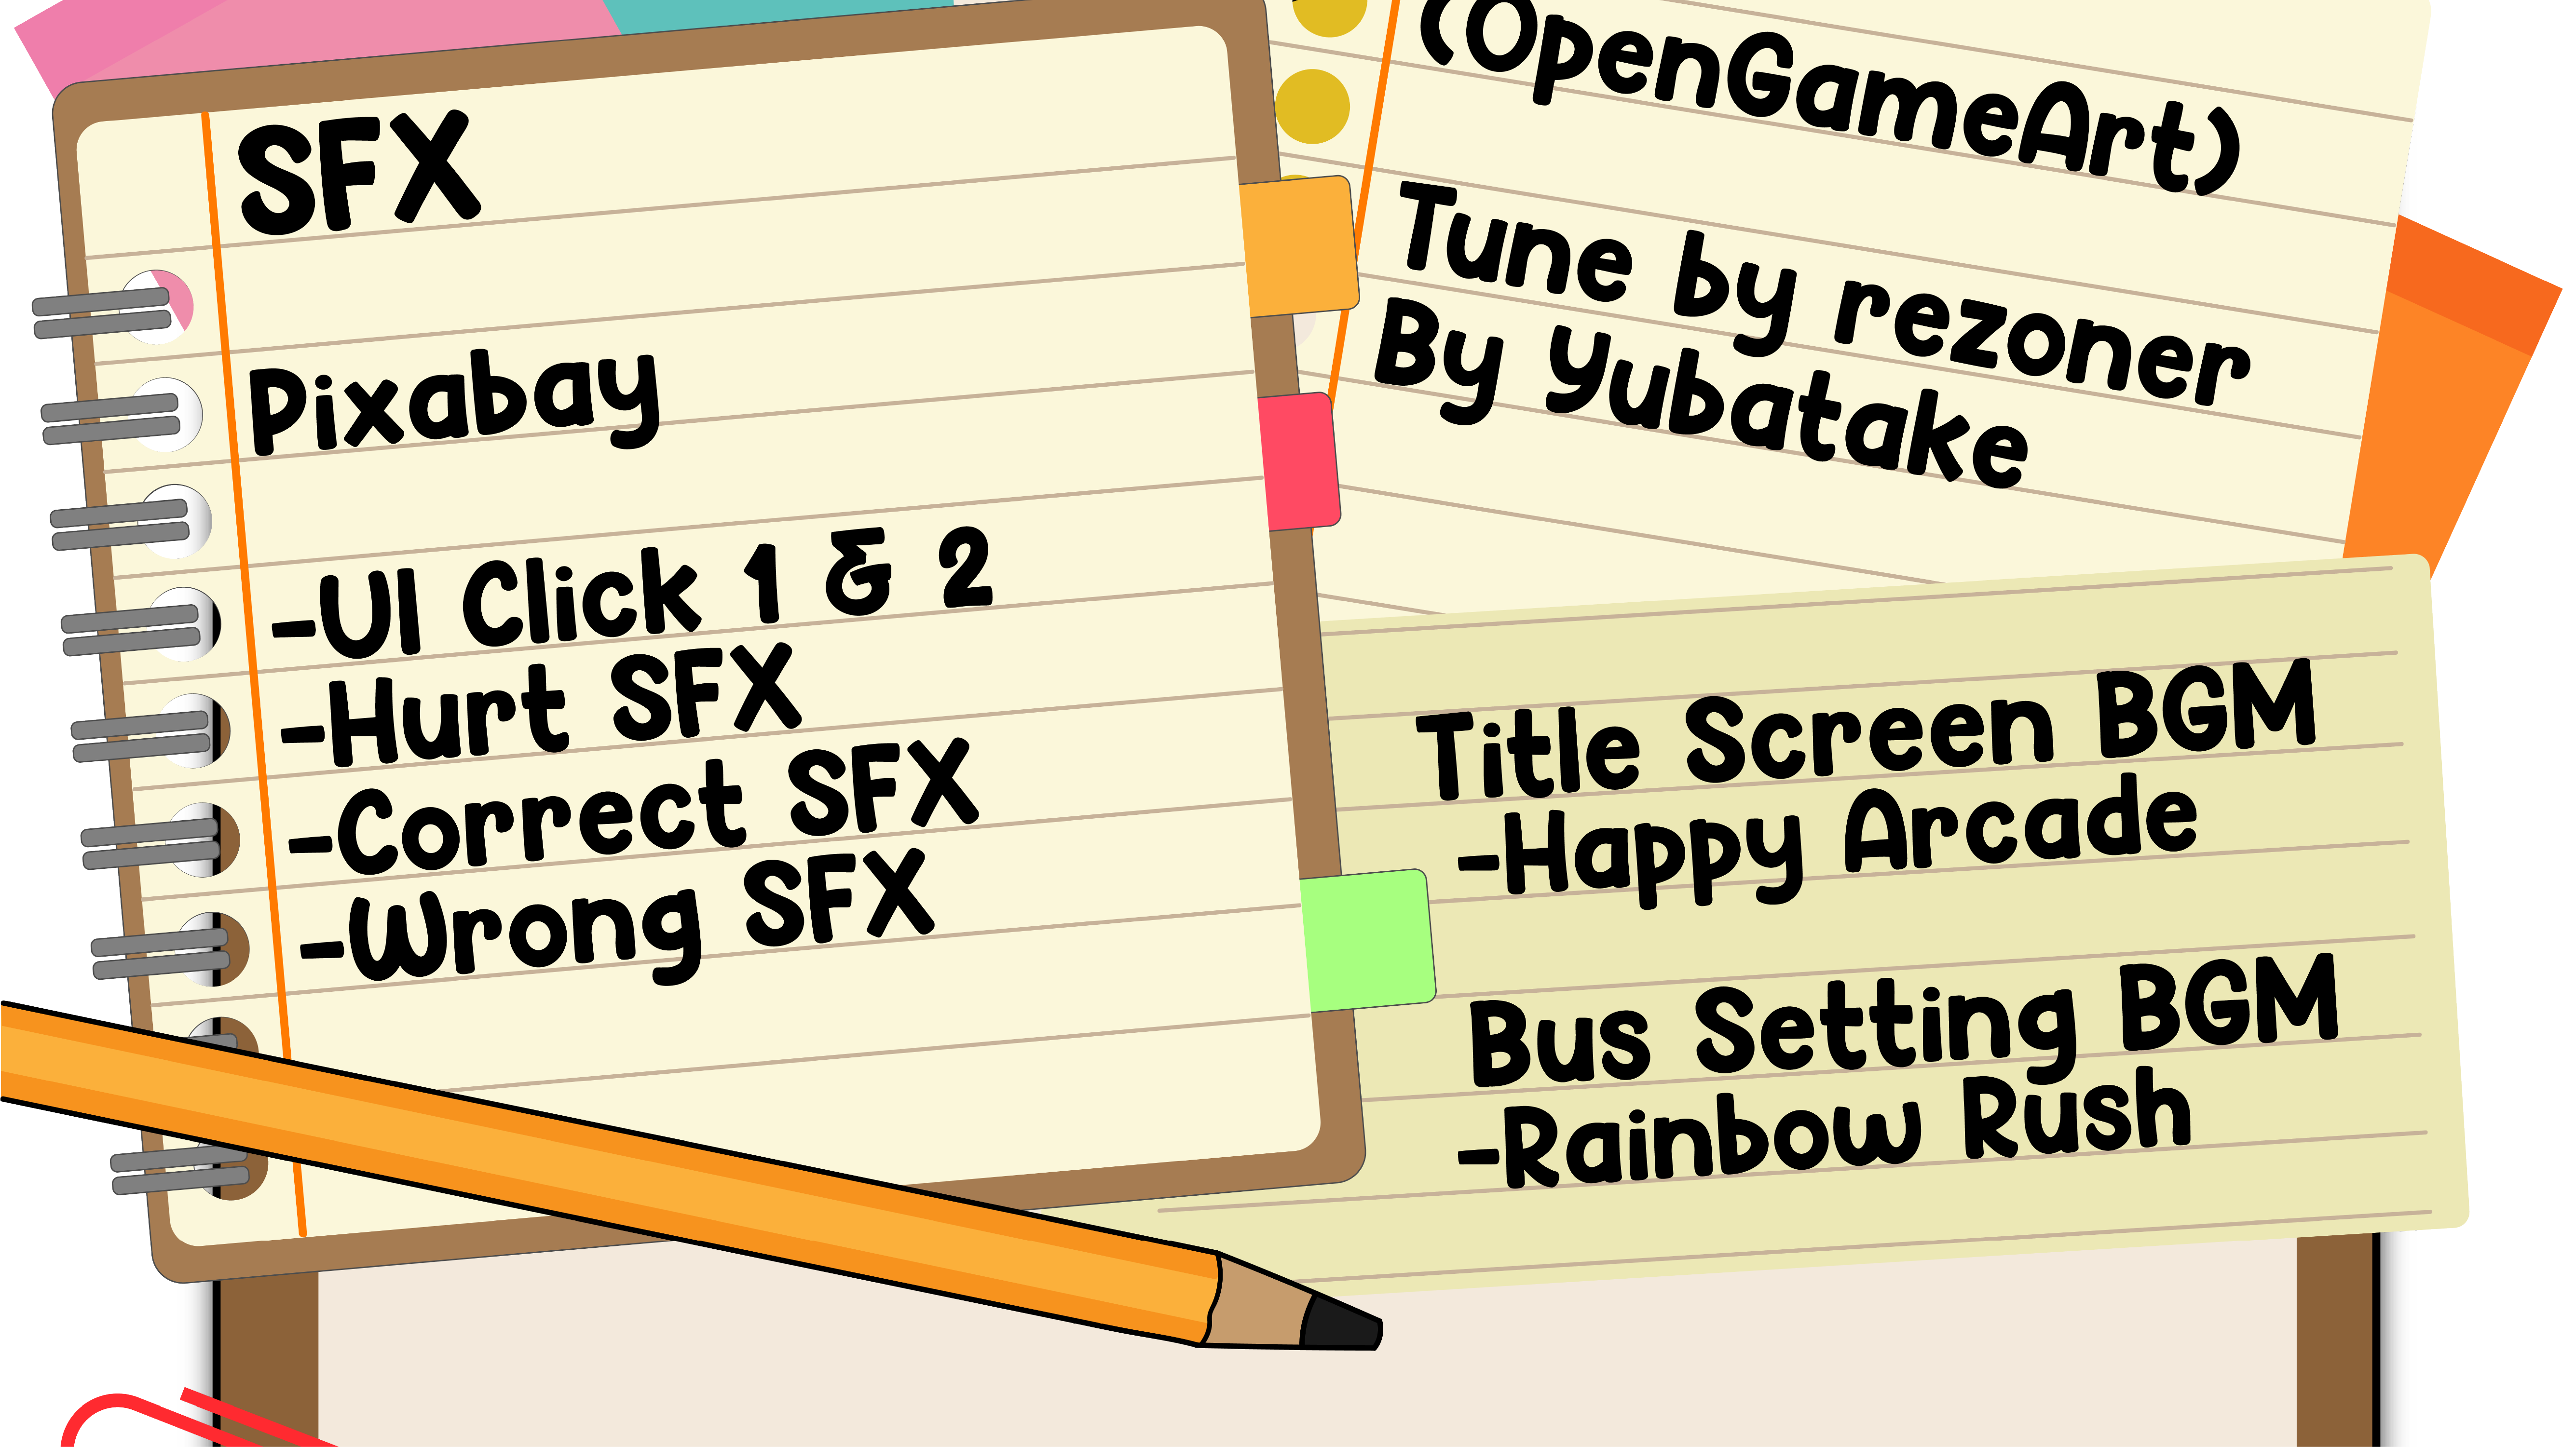 SFX
Pixabay
-UI Click 1 & 2
-Hurt SFX
-Correct SFX
-Wrong SFX
(OpenGameArt)
Tune by rezoner
By Yubatake
Title Screen BGM
-Happy Arcade
Bus Setting BGM
-Rainbow Rush